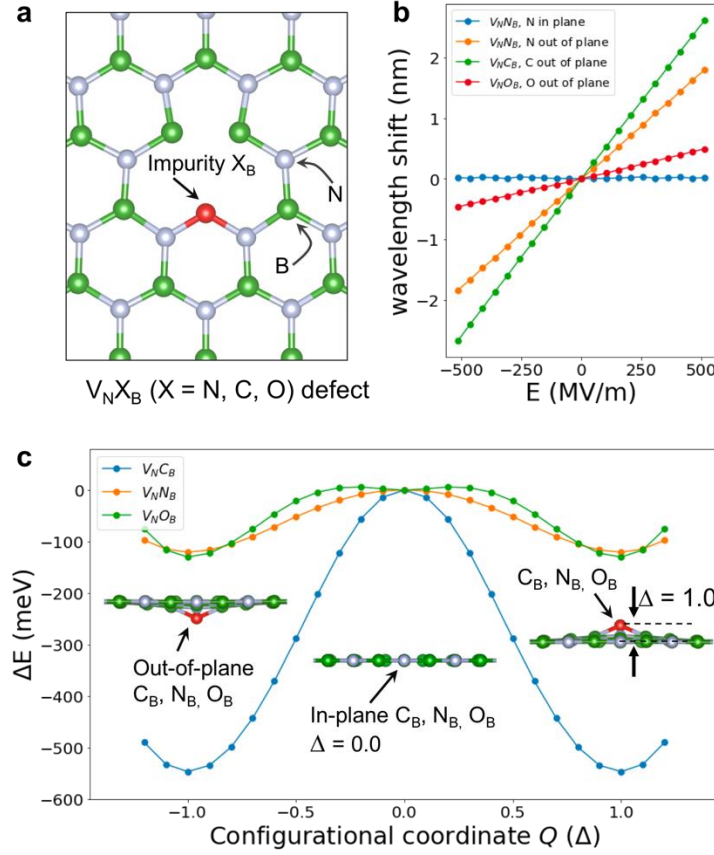 a
Impurity X_B
N
B
V_NX_B (X = N, C, O) defect
b
V_NN_B, N in plane
V_NN_B, N out of plane
V_NC_B, C out of plane
V_NO_B, O out of plane
wavelength shift (nm)
2
1
0
−1
−2
−500
−250
0
250
500
E (MV/m)
c
V_NC_B
V_NN_B
V_NO_B
ΔE (meV)
0
−100
−200
−300
−400
−500
−600
Out-of-plane
C_B, N_B, O_B
In-plane C_B, N_B, O_B
Δ = 0.0
C_B, N_B, O_B
Δ = 1.0
−1.0
−0.5
0.0
0.5
1.0
Configurational coordinate Q (Δ)